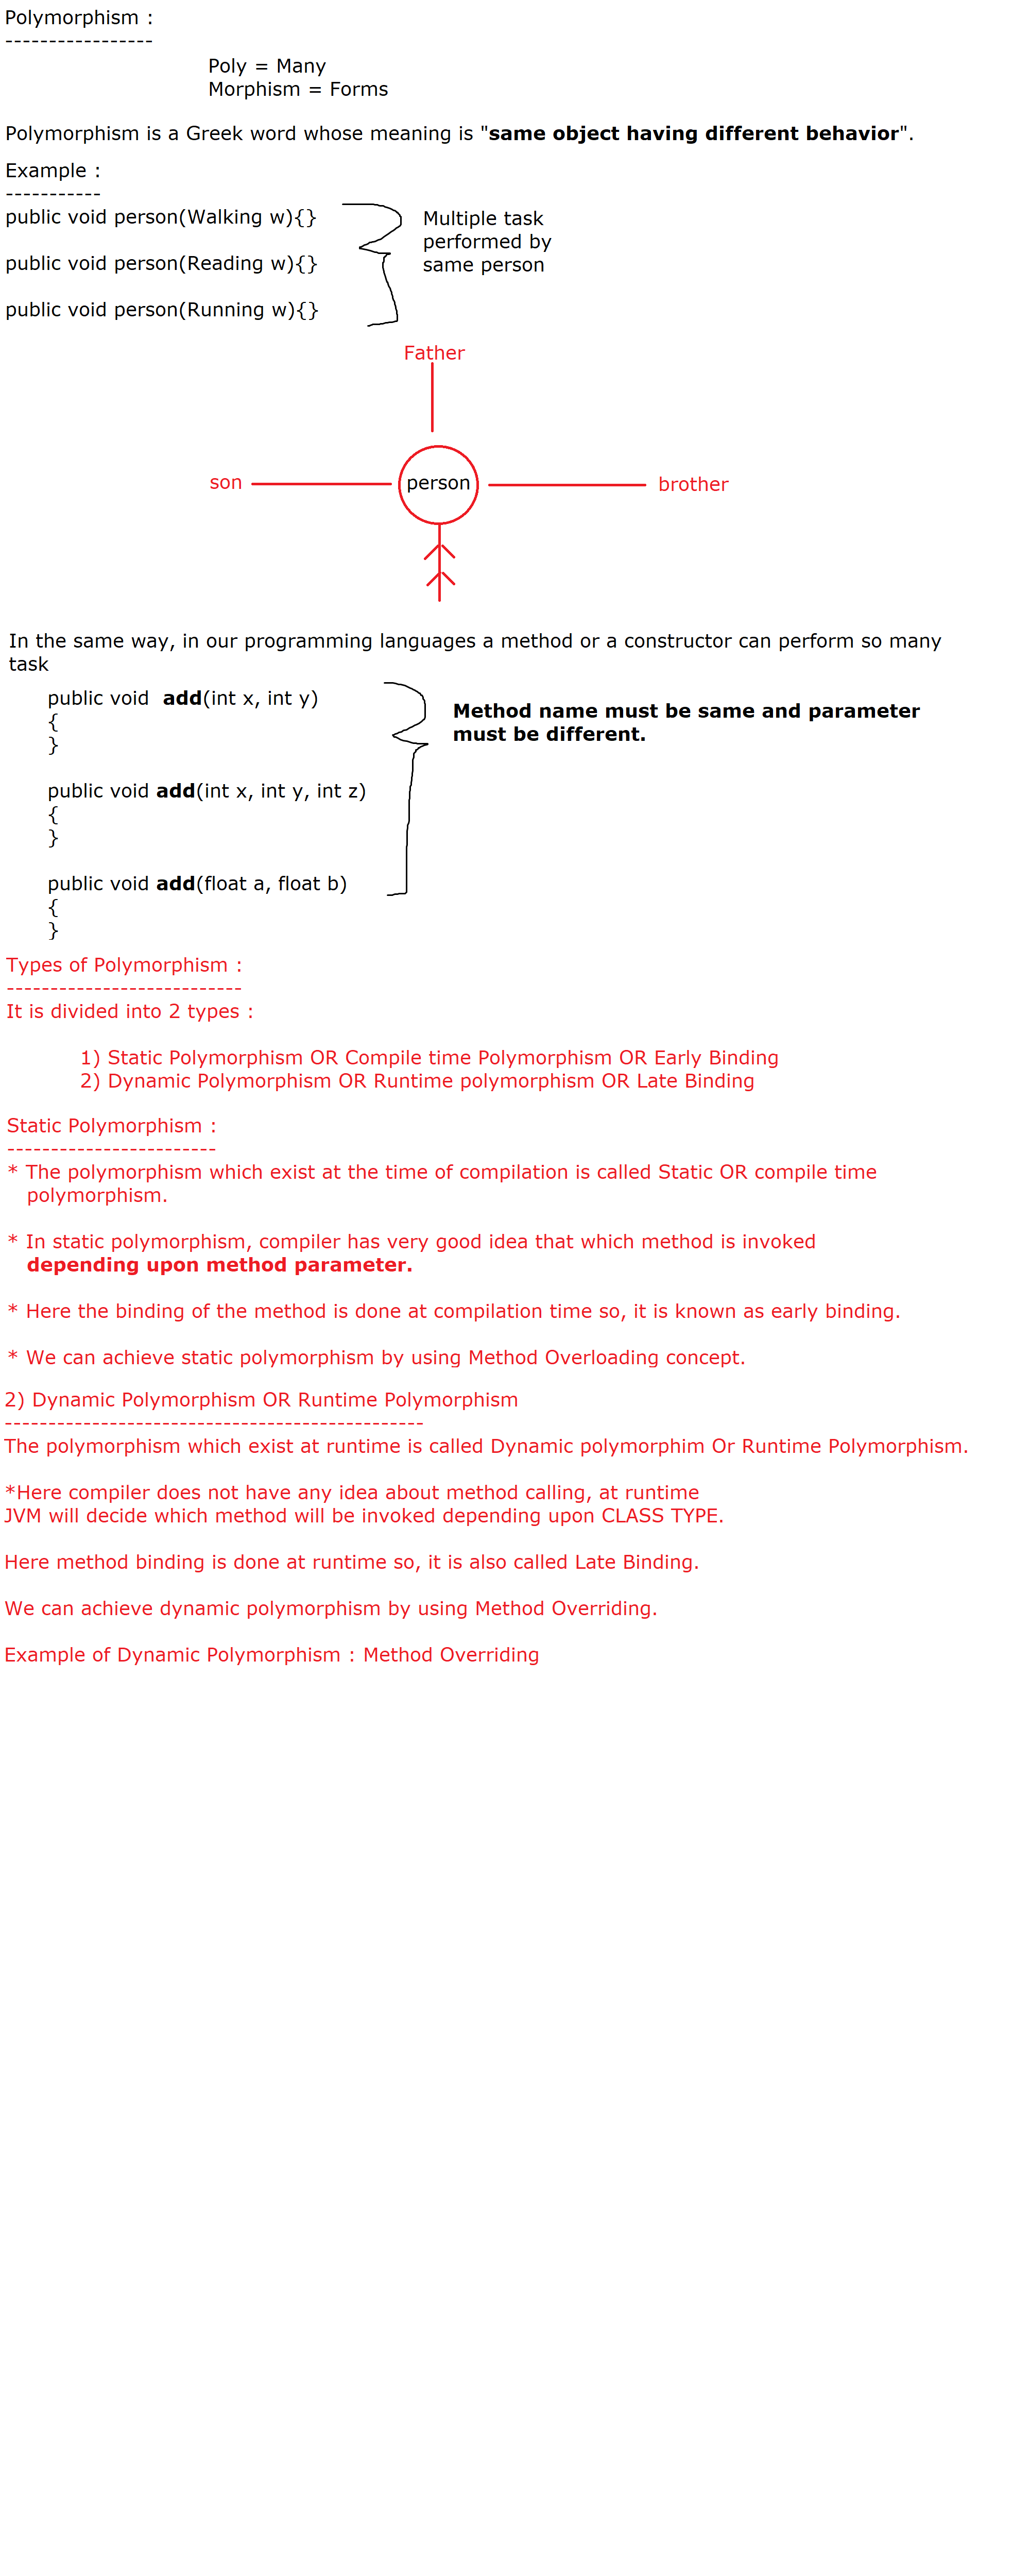 Polymorphism :
-----------------
Poly = Many
Morphism = Forms
Polymorphism is a Greek word whose meaning is "same object having different behavior".
Example :
-----------
public void person(Walking w){}
public void person(Reading w){}
public void person(Running w){}
Multiple task
performed by
same person
Father
son
person
brother
In the same way, in our programming languages a method or a constructor can perform so many
task
public void  add(int x, int y)
{
}
public void add(int x, int y, int z)
{
}
public void add(float a, float b)
{
}
Method name must be same and parameter
must be different.
Types of Polymorphism :
---------------------------
It is divided into 2 types :
1) Static Polymorphism OR Compile time Polymorphism OR Early Binding
2) Dynamic Polymorphism OR Runtime polymorphism OR Late Binding
Static Polymorphism :
------------------------
* The polymorphism which exist at the time of compilation is called Static OR compile time
polymorphism.
* In static polymorphism, compiler has very good idea that which method is invoked
depending upon method parameter.
* Here the binding of the method is done at compilation time so, it is known as early binding.
* We can achieve static polymorphism by using Method Overloading concept.
2) Dynamic Polymorphism OR Runtime Polymorphism
------------------------------------------------
The polymorphism which exist at runtime is called Dynamic polymorphim Or Runtime Polymorphism.
*Here compiler does not have any idea about method calling, at runtime
JVM will decide which method will be invoked depending upon CLASS TYPE.
Here method binding is done at runtime so, it is also called Late Binding.
We can achieve dynamic polymorphism by using Method Overriding.
Example of Dynamic Polymorphism : Method Overriding